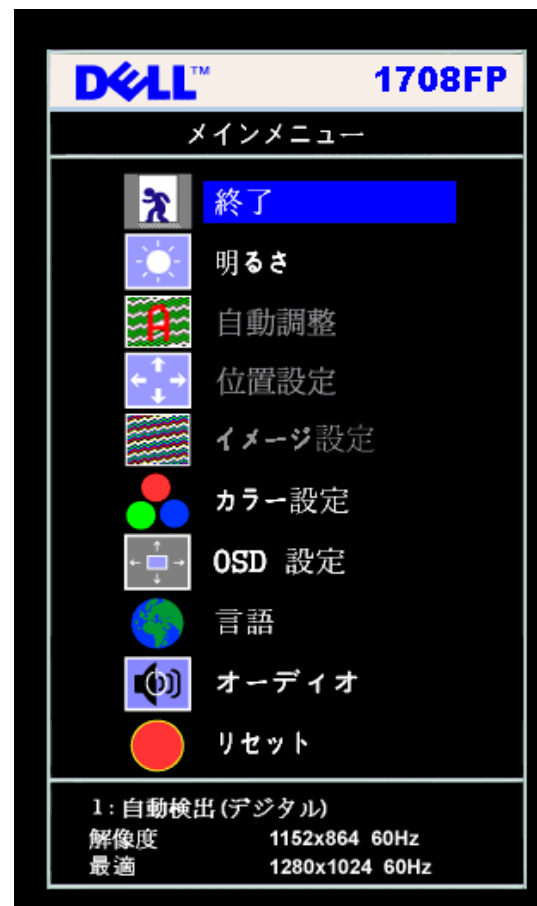 DELL™ 1708FP
メインメニュー
終了
明るさ
自動調整
位置設定
イメージ設定
カラー設定
OSD 設定
言語
オーディオ
リセット
1:自動検出(デジタル)
解像度 1152x864 60Hz
最適 1280x1024 60Hz